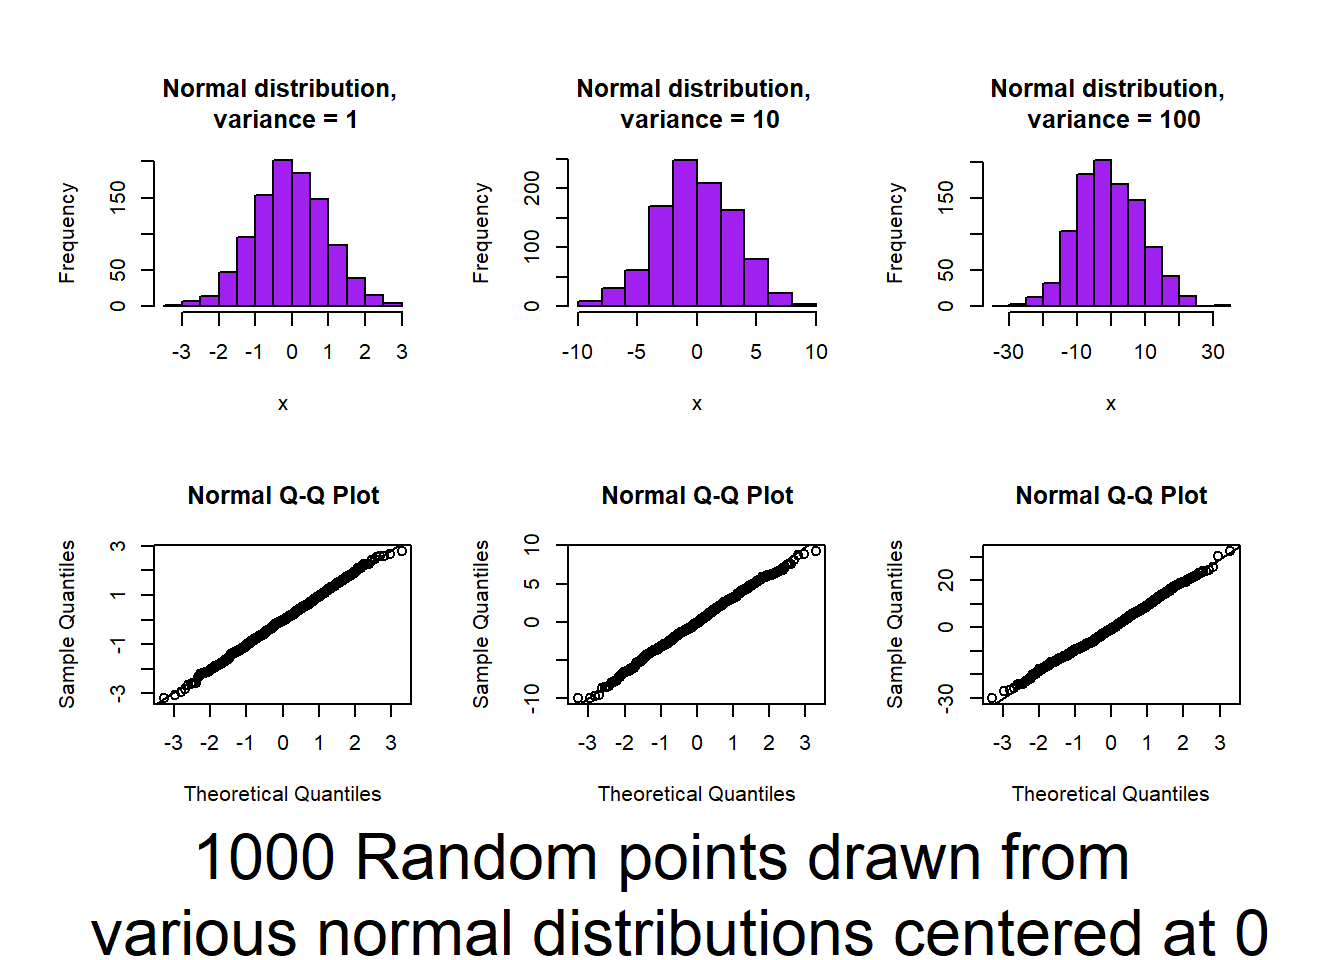 Normal distribution,
variance = 1
Frequency
0 50 150
-3 -2 -1 0 1 2 3
x
Normal distribution,
variance = 10
Frequency
0 100 200
-10 -5 0 5 10
x
Normal distribution,
variance = 100
Frequency
0 50 150
-30 -10 10 30
x
Normal Q-Q Plot
Sample Quantiles
-3 -1 1 3
-3 -2 -1 0 1 2 3
Theoretical Quantiles
Normal Q-Q Plot
Sample Quantiles
-10 0 5 10
-3 -2 -1 0 1 2 3
Theoretical Quantiles
Normal Q-Q Plot
Sample Quantiles
-30 0 20
-3 -2 -1 0 1 2 3
Theoretical Quantiles
1000 Random points drawn from
various normal distributions centered at 0